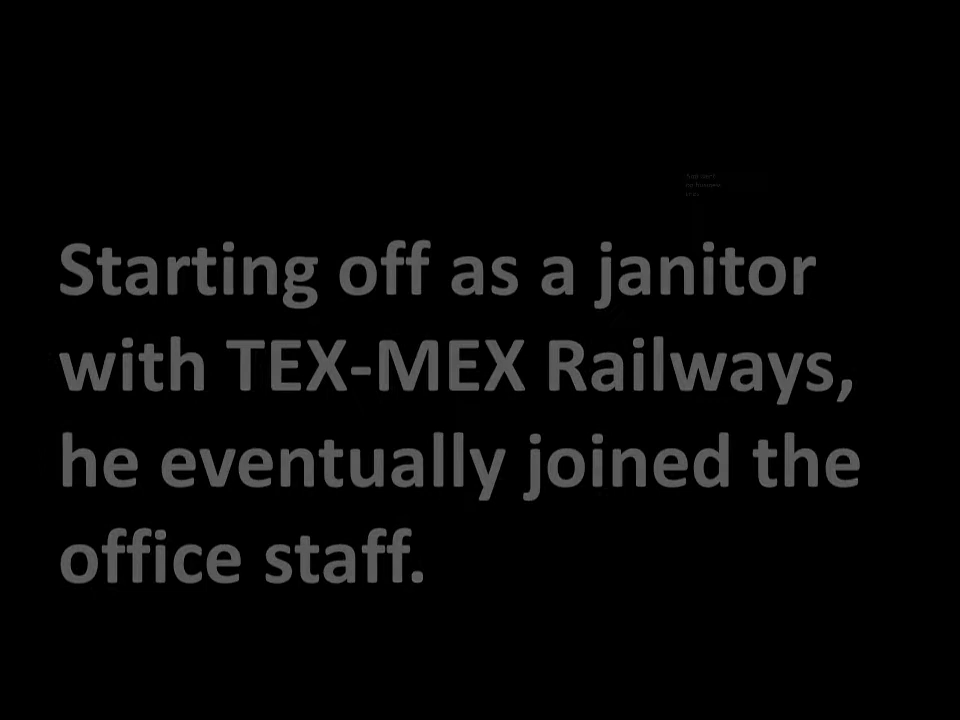 Starting off as a janitor
with TEX-MEX Railways,
he eventually joined the
office staff.